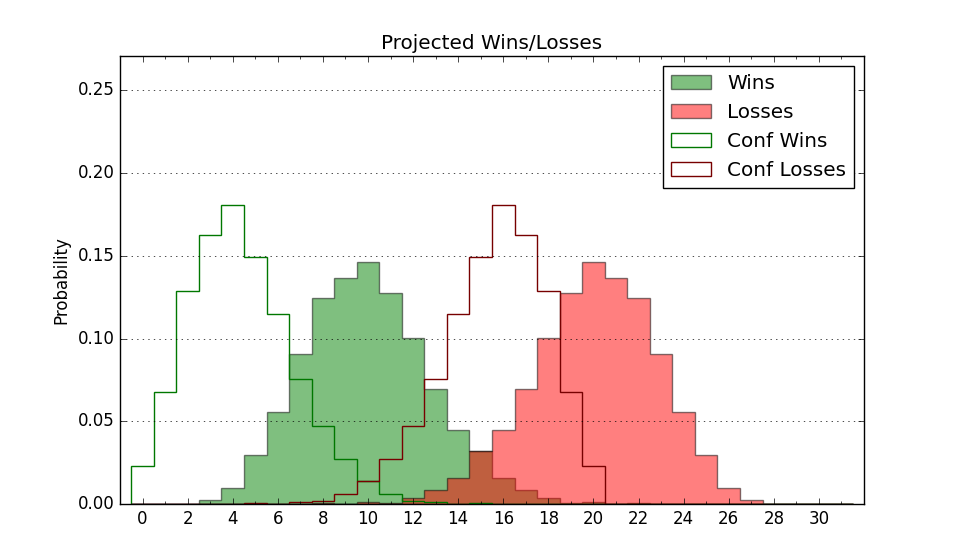 Projected Wins/Losses
Wins
Losses
Conf Wins
Conf Losses
Probability
0.25
0.20
0.15
0.10
0.05
0.00
0 2 4 6 8 10 12 14 16 18 20 22 24 26 28 30